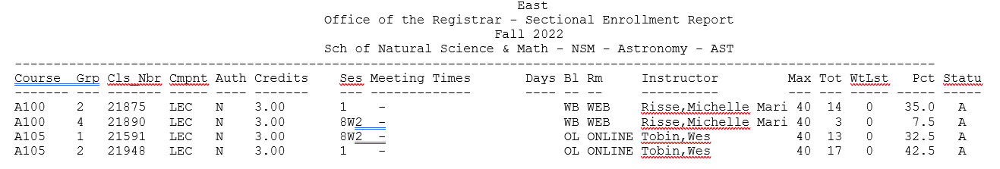 East
Office of the Registrar - Sectional Enrollment Report
Fall 2022
Sch of Natural Science & Math - NSM - Astronomy - AST
------------------------------------------------------------------------------------------------------------------------
Course Grp Cls_Nbr Cmpnt Auth Credits Ses Meeting Times Days Bl Rm Instructor Max Tot WtLst Pct Statu
------- --- ------- ----- ---- ------- --- ------------- ---- -- -- ---------- --- --- ----- ----- -----
A100 2 21875 LEC N 3.00 1 - WB WEB Risse,Michelle Mari 40 14 0 35.0 A
A100 4 21890 LEC N 3.00 8W2 - WB WEB Risse,Michelle Mari 40 3 0 7.5 A
A105 1 21591 LEC N 3.00 8W2 - OL ONLINE Tobin,Wes 40 13 0 32.5 A
A105 2 21948 LEC N 3.00 1 - OL ONLINE Tobin,Wes 40 17 0 42.5 A